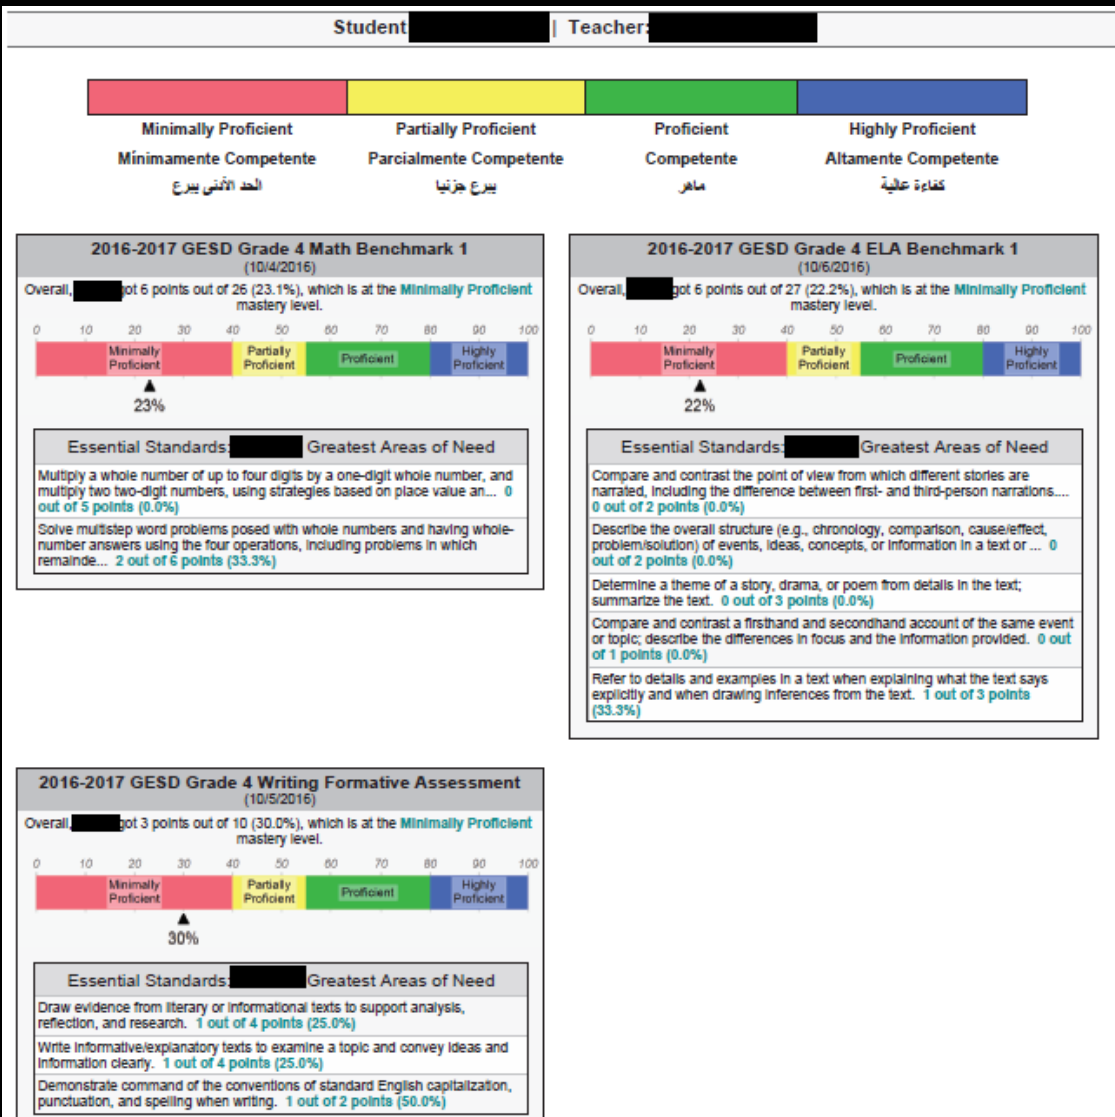 Student | Teacher:
Minimally Proficient Partially Proficient Proficient Highly Proficient
Mínimamente Competente Parcialmente Competente Competente Altamente Competente
الحد الأدنى يبرع يبرع جزئيا ماهر كفاءة عالية
2016-2017 GESD Grade 4 Math Benchmark 1
(10/4/2016)
Overall, got 6 points out of 26 (23.1%), which is at the Minimally Proficient
mastery level.
0 10 20 30 40 50 60 70 80 90 100
Minimally Proficient Partially Proficient Proficient Highly Proficient
23%
Essential Standards: Greatest Areas of Need
Multiply a whole number of up to four digits by a one-digit whole number, and
multiply two two-digit numbers, using strategies based on place value an... 0
out of 5 points (0.0%)
Solve multistep word problems posed with whole numbers and having whole-
number answers using the four operations, including problems in which
remainde... 2 out of 6 points (33.3%)
2016-2017 GESD Grade 4 ELA Benchmark 1
(10/6/2016)
Overall, got 6 points out of 27 (22.2%), which is at the Minimally Proficient
mastery level.
0 10 20 30 40 50 60 70 80 90 100
Minimally Proficient Partially Proficient Proficient Highly Proficient
22%
Essential Standards: Greatest Areas of Need
Compare and contrast the point of view from which different stories are
narrated, including the difference between first- and third-person narrations....
0 out of 2 points (0.0%)
Describe the overall structure (e.g., chronology, comparison, cause/effect,
problem/solution) of events, ideas, concepts, or information in a text or ... 0
out of 2 points (0.0%)
Determine a theme of a story, drama, or poem from details in the text;
summarize the text. 0 out of 3 points (0.0%)
Compare and contrast a firsthand and secondhand account of the same event
or topic; describe the differences in focus and the information provided. 0 out
of 1 points (0.0%)
Refer to details and examples in a text when explaining what the text says
explicitly and when drawing inferences from the text. 1 out of 3 points
(33.3%)
2016-2017 GESD Grade 4 Writing Formative Assessment
(10/5/2016)
Overall, got 3 points out of 10 (30.0%), which is at the Minimally Proficient
mastery level.
0 10 20 30 40 50 60 70 80 90 100
Minimally Proficient Partially Proficient Proficient Highly Proficient
30%
Essential Standards: Greatest Areas of Need
Draw evidence from literary or informational texts to support analysis,
reflection, and research. 1 out of 4 points (25.0%)
Write informative/explanatory texts to examine a topic and convey ideas and
information clearly. 1 out of 4 points (25.0%)
Demonstrate command of the conventions of standard English capitalization,
punctuation, and spelling when writing. 1 out of 2 points (50.0%)